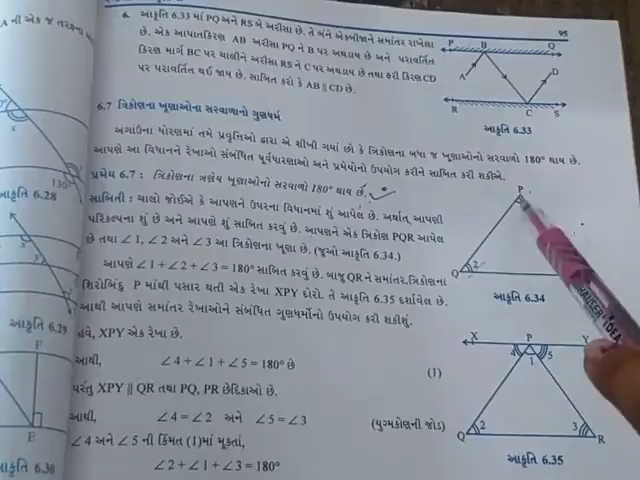 95
6. આકૃતિ 6.33 માં PQ અને RS બે અરીસા છે. તે બંને એકબીજાને સમાંતર રાખેલા
છે. એક આપાતકિરણ AB અરીસા PQ ને B પર અથડાય છે અને પરાવર્તિત
કિરણ માર્ગ BC પર ચાલીને અરીસા RS ને C પર અથડાય છે તથા ફરી કિરણ CD
પર પરાવર્તિત થઈ જાય છે. સાબિત કરો કે AB || CD છે.
P B Q
A D
R C S
આકૃતિ 6.33
6.7 ત્રિકોણના ખૂણાઓના સરવાળાનો ગુણધર્મ
અગાઉના ધોરણમાં તમે પ્રવૃત્તિઓ દ્વારા એ શીખી ગયાં છો કે ત્રિકોણના બધા જ ખૂણાઓનો સરવાળો 180° થાય છે.
આપણે આ વિધાનને રેખાઓ સંબંધિત પૂર્વધારણાઓ અને પ્રમેયોનો ઉપયોગ કરીને સાબિત કરી શકીએ.
પ્રમેય 6.7 : ત્રિકોણના ત્રણેય ખૂણાઓનો સરવાળો 180° થાય છે.
સાબિતી : ચાલો જોઈએ કે આપણને ઉપરના વિધાનમાં શું આપેલ છે. અર્થાત્ આપણી
પરિકલ્પના શું છે અને આપણે શું સાબિત કરવું છે. આપણને એક ત્રિકોણ PQR આપેલ
છે તથા ∠1, ∠2 અને ∠3 આ ત્રિકોણના ખૂણા છે. (જુઓ આકૃતિ 6.34.)
આપણે ∠1 + ∠2 + ∠3 = 180° સાબિત કરવું છે. બાજુ QR ને સમાંતર, ત્રિકોણના
શિરોબિંદુ P માંથી પસાર થતી એક રેખા XPY દોરો. તે આકૃતિ 6.35 દર્શાવેલ છે.
આથી આપણે સમાંતર રેખાઓને સંબંધિત ગુણધર્મોનો ઉપયોગ કરી શકીશું.
P
Q 2
આકૃતિ 6.34
હવે, XPY એક રેખા છે.
આથી, ∠4 + ∠1 + ∠5 = 180° છે (1)
પરંતુ XPY || QR તથા PQ, PR છેદિકાઓ છે.
આથી, ∠4 = ∠2 અને ∠5 = ∠3 (યુગ્મકોણની જોડ)
∠4 અને ∠5 ની કિંમત (1)માં મૂકતાં,
∠2 + ∠1 + ∠3 = 180°
X P Y
4 1 5
Q 2 3 R
આકૃતિ 6.35
130°
આકૃતિ 6.28
આકૃતિ 6.29
F
E
આકૃતિ 6.30